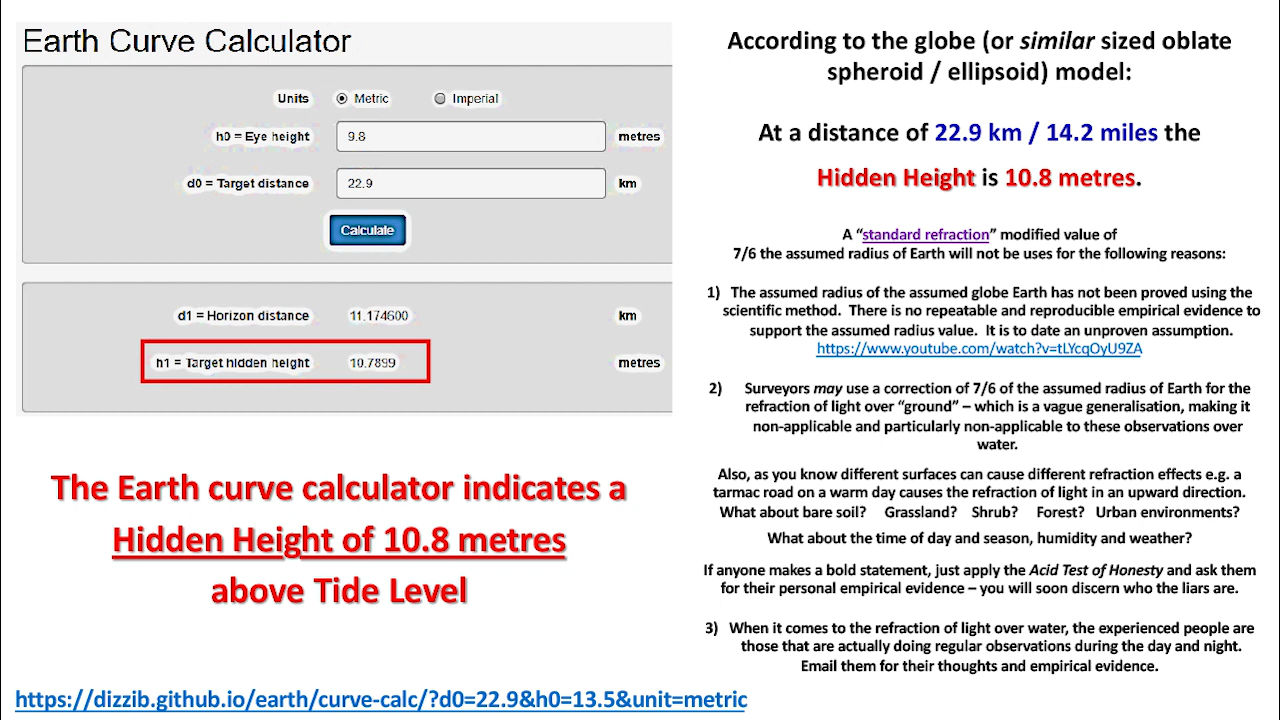 Earth Curve Calculator
Units Metric Imperial
h0 = Eye height 9.8 metres
d0 = Target distance 22.9 km
Calculate
d1 = Horizon distance 11.174600 km
h1 = Target hidden height 10.7899 metres
The Earth curve calculator indicates a
Hidden Height of 10.8 metres
above Tide Level
https://dizzib.github.io/earth/curve-calc/?d0=22.9&h0=13.5&unit=metric
According to the globe (or similar sized oblate
spheroid / ellipsoid) model:
At a distance of 22.9 km / 14.2 miles the
Hidden Height is 10.8 metres.
A “standard refraction” modified value of
7/6 the assumed radius of Earth will not be uses for the following reasons:
1) The assumed radius of the assumed globe Earth has not been proved using the
scientific method. There is no repeatable and reproducible empirical evidence to
support the assumed radius value. It is to date an unproven assumption.
https://www.youtube.com/watch?v=tLYcqOyU9ZA
2) Surveyors may use a correction of 7/6 of the assumed radius of Earth for the
refraction of light over “ground” – which is a vague generalisation, making it
non-applicable and particularly non-applicable to these observations over
water.
Also, as you know different surfaces can cause different refraction effects e.g. a
tarmac road on a warm day causes the refraction of light in an upward direction.
What about bare soil? Grassland? Shrub? Forest? Urban environments?
What about the time of day and season, humidity and weather?
If anyone makes a bold statement, just apply the Acid Test of Honesty and ask them
for their personal empirical evidence – you will soon discern who the liars are.
3) When it comes to the refraction of light over water, the experienced people are
those that are actually doing regular observations during the day and night.
Email them for their thoughts and empirical evidence.